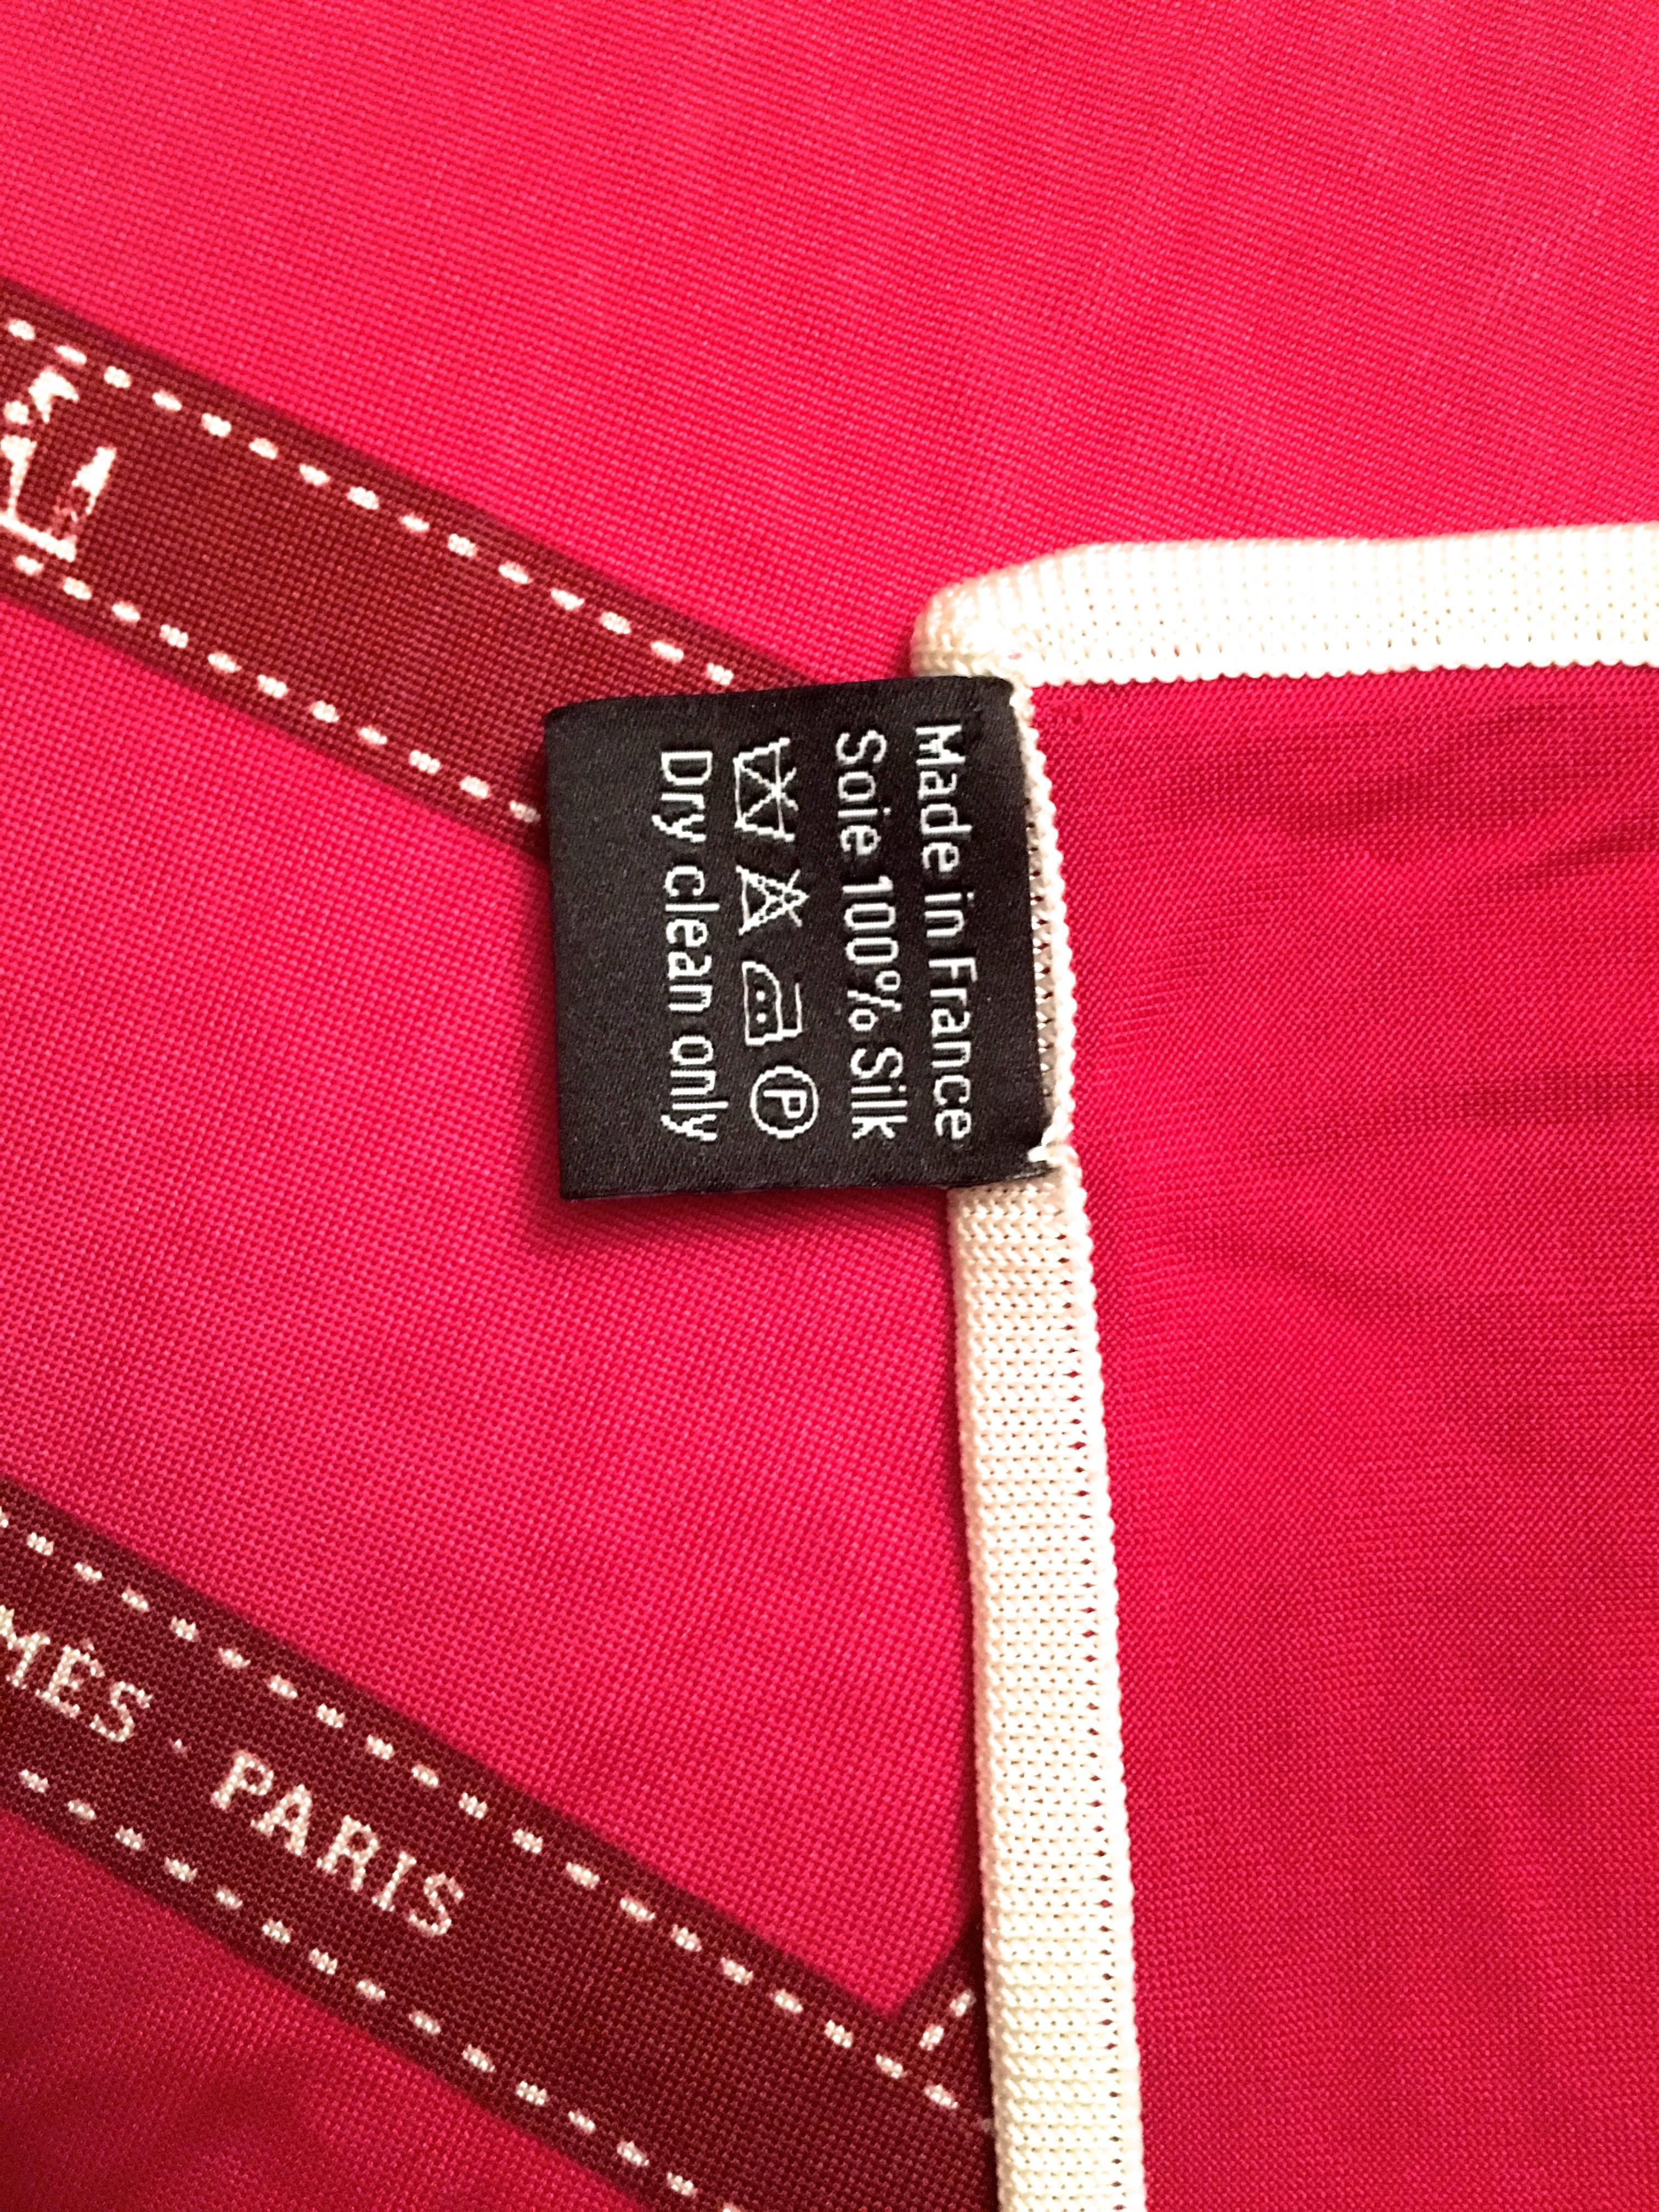 Made in France
Soie 100% Silk
P
Dry clean only
MÈS · PARIS